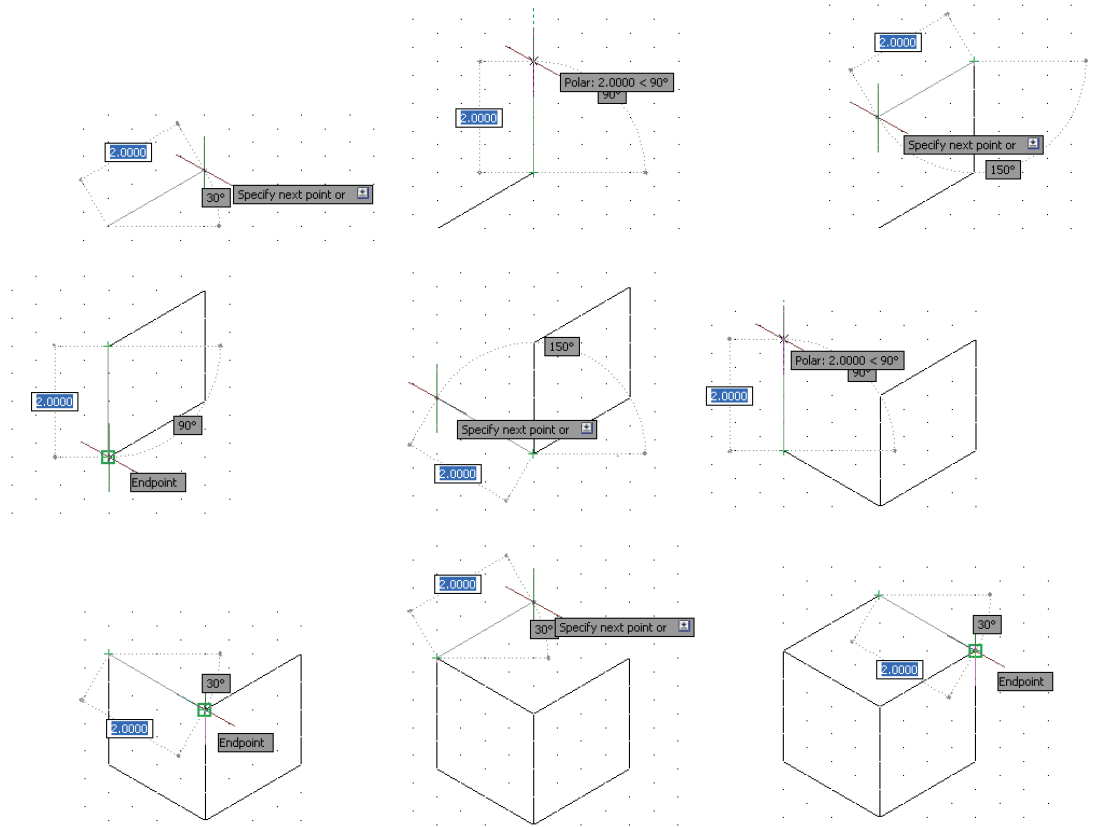 2.0000
30°
Specify next point or
Polar: 2.0000 < 90°
90°
2.0000
2.0000
Specify next point or
150°
2.0000
90°
Endpoint
150°
Specify next point or
2.0000
Polar: 2.0000 < 90°
90°
2.0000
30°
2.0000
Endpoint
2.0000
30°
Specify next point or
30°
2.0000
Endpoint